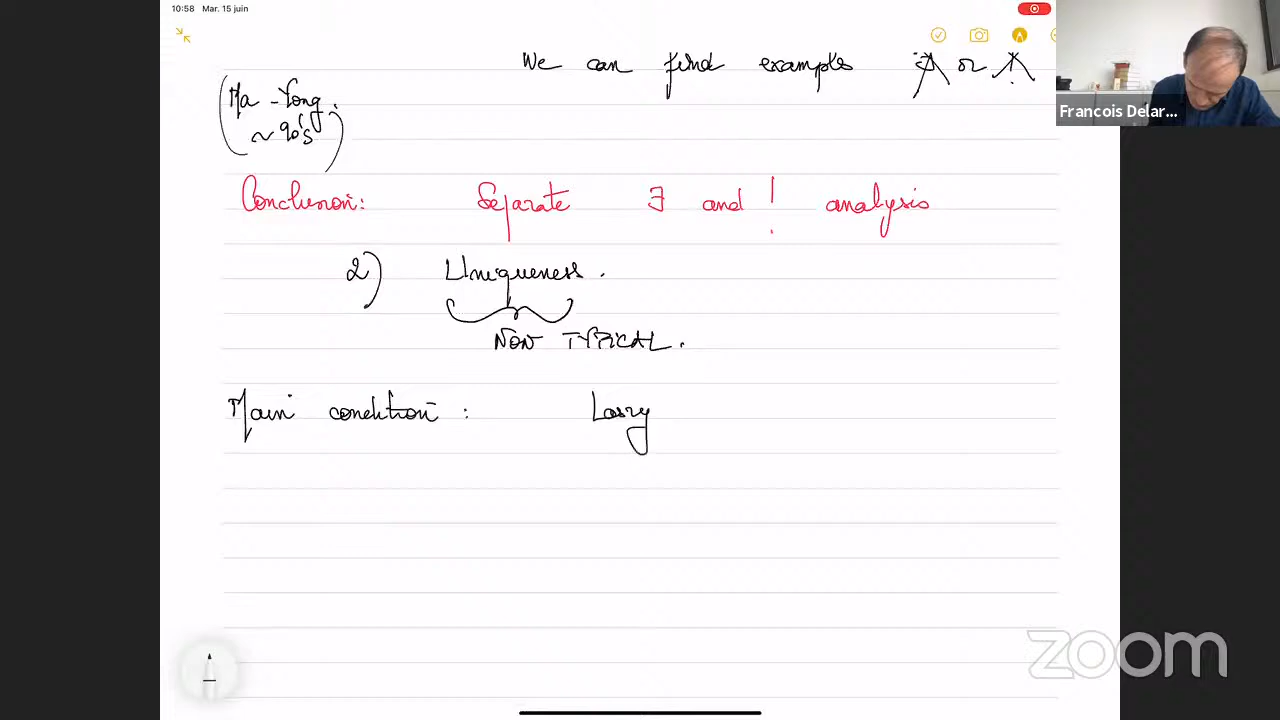 10:58 Mar. 15 juin
We can find examples ∄ or !
Francois Delar...
(Ma - Yong ~ 90's)
Conclusion: Separate ∃ and ! analysis
2) Uniqueness.
NON TYPICAL.
Main condition: Lasry
zoom